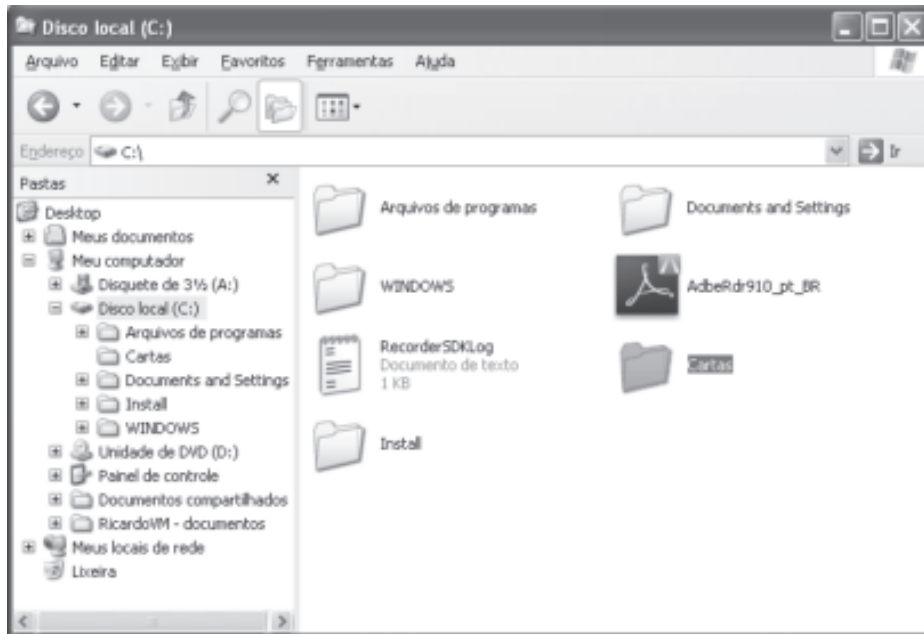 Disco local (C:)
Arquivo Editar Exibir Favoritos Ferramentas Ajuda
Endereço C:\ Ir
Pastas
Desktop
Meus documentos
Meu computador
Disquete de 3½ (A:)
Disco local (C:)
Arquivos de programas
Cartas
Documents and Settings
Install
WINDOWS
Unidade de DVD (D:)
Painel de controle
Documentos compartilhados
RicardoVM - documentos
Meus locais de rede
Lixeira
Arquivos de programas
Documents and Settings
WINDOWS
AdbeRdr910_pt_BR
RecorderSDKLog
Documento de texto
1 KB
Cartas
Install